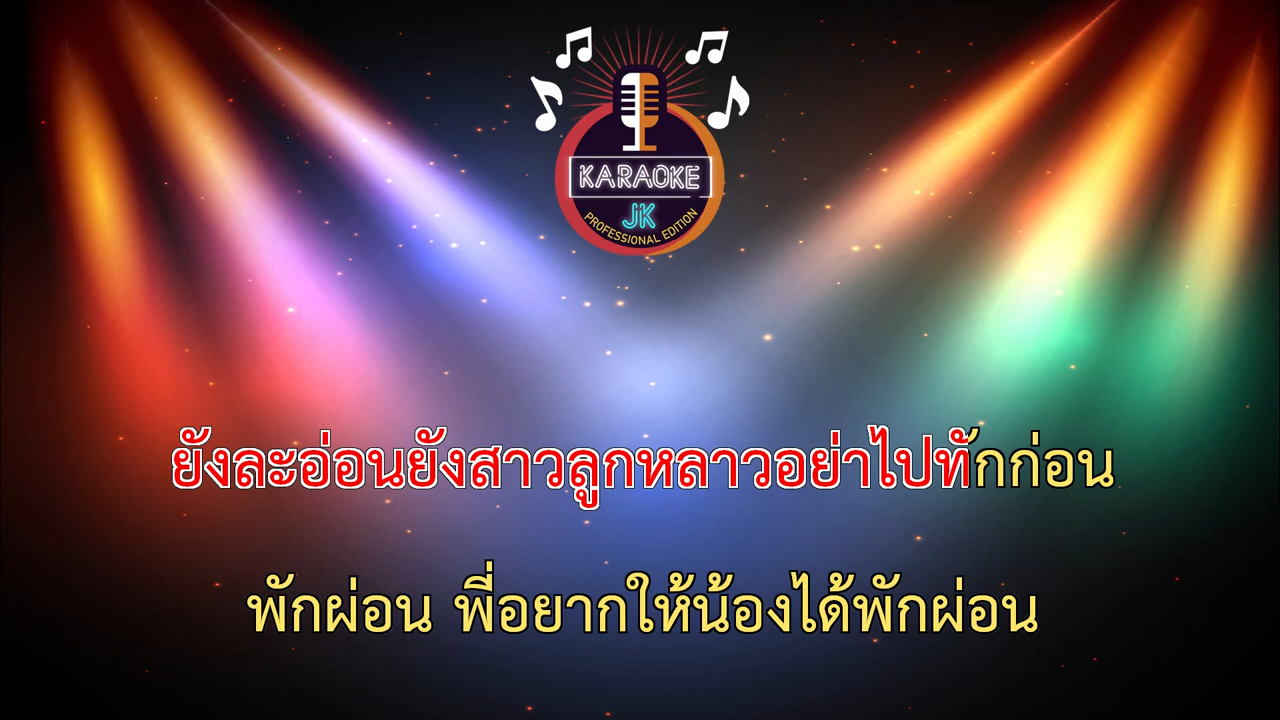 KARAOKE
JK
PROFESSIONAL EDITION
ยังละอ่อนยังสาวลูกหลาวอย่าไปทักก่อน
พักผ่อน พี่อยากให้น้องได้พักผ่อน